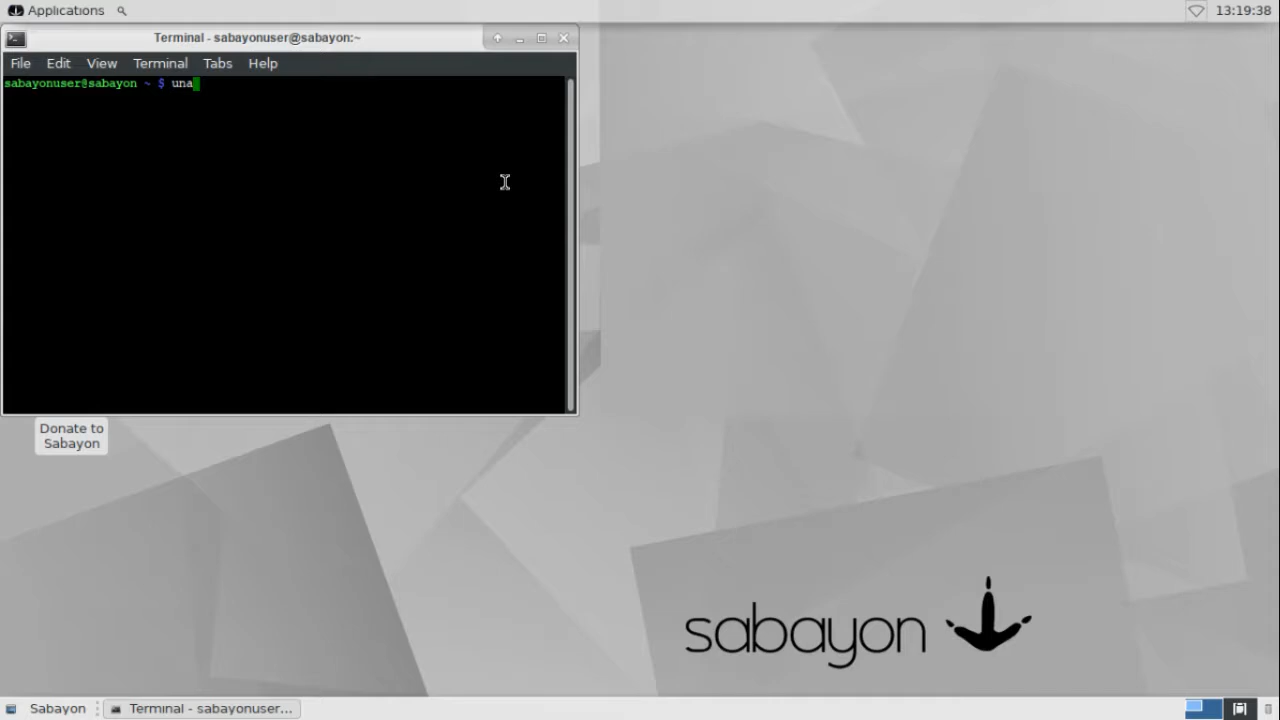 Applications
13:19:38
Terminal - sabayonuser@sabayon:~
File Edit View Terminal Tabs Help
sabayonuser@sabayon ~ $ una
Donate to
Sabayon
sabayon
Sabayon
Terminal - sabayonuser...